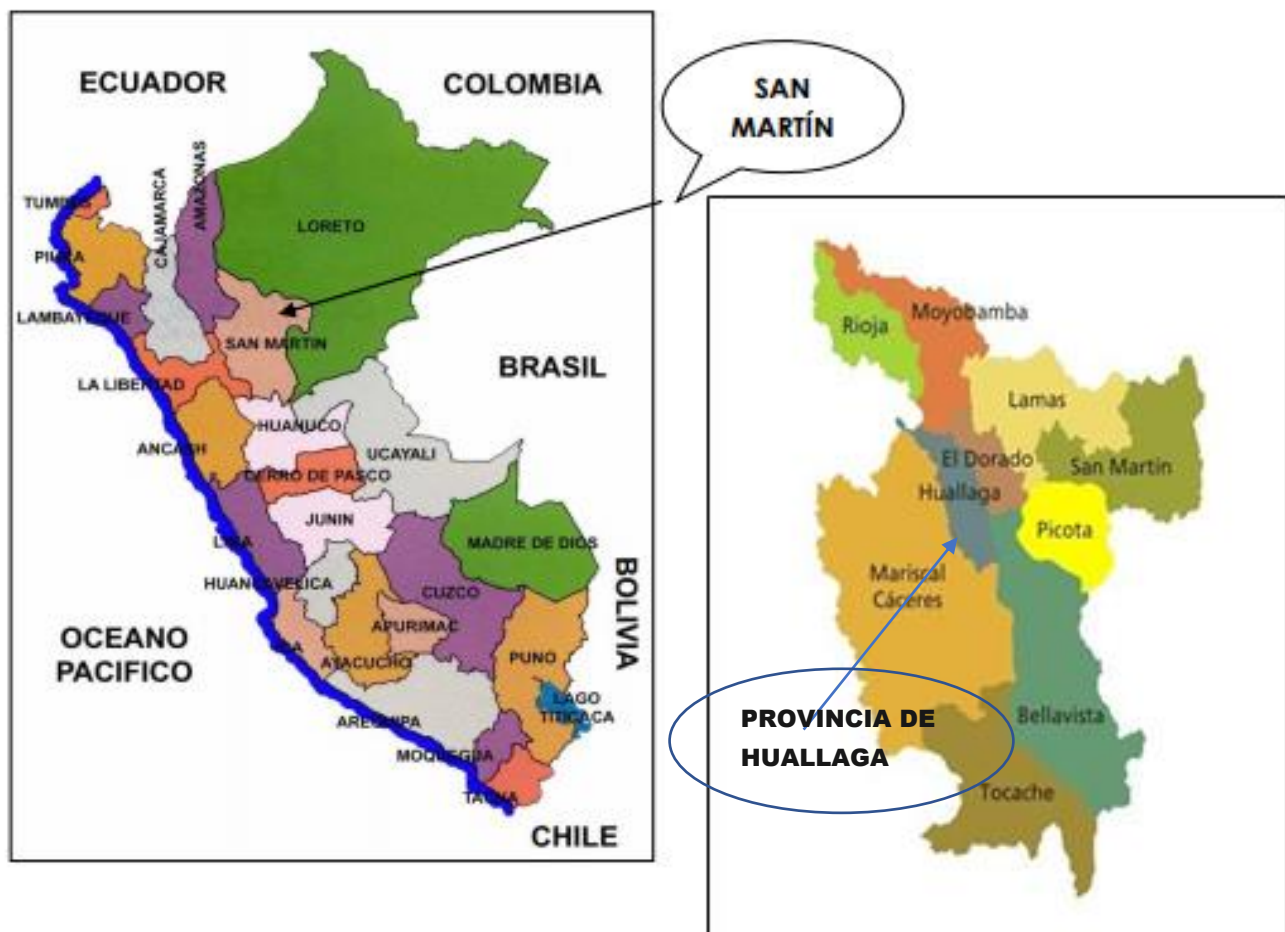 ECUADOR
COLOMBIA
SAN
MARTÍN
CAJAMARCA
AMAZONAS
TUMBES
LORETO
PIURA
LAMBAYEQUE
SAN MARTIN
BRASIL
LA LIBERTAD
HUANUCO
ANCASH
UCAYALI
CERRO DE PASCO
JUNIN
LIMA
MADRE DE DIOS
HUANCAVELICA
CUZCO
BOLIVIA
APURIMAC
OCEANO
PACIFICO
ICA
AYACUCHO
PUNO
LAGO
TITICACA
AREQUIPA
MOQUEGUA
TACNA
CHILE
Moyobamba
Rioja
Lamas
El Dorado
San Martín
Huallaga
Picota
Mariscal
Cáceres
PROVINCIA DE
HUALLAGA
Bellavista
Tocache